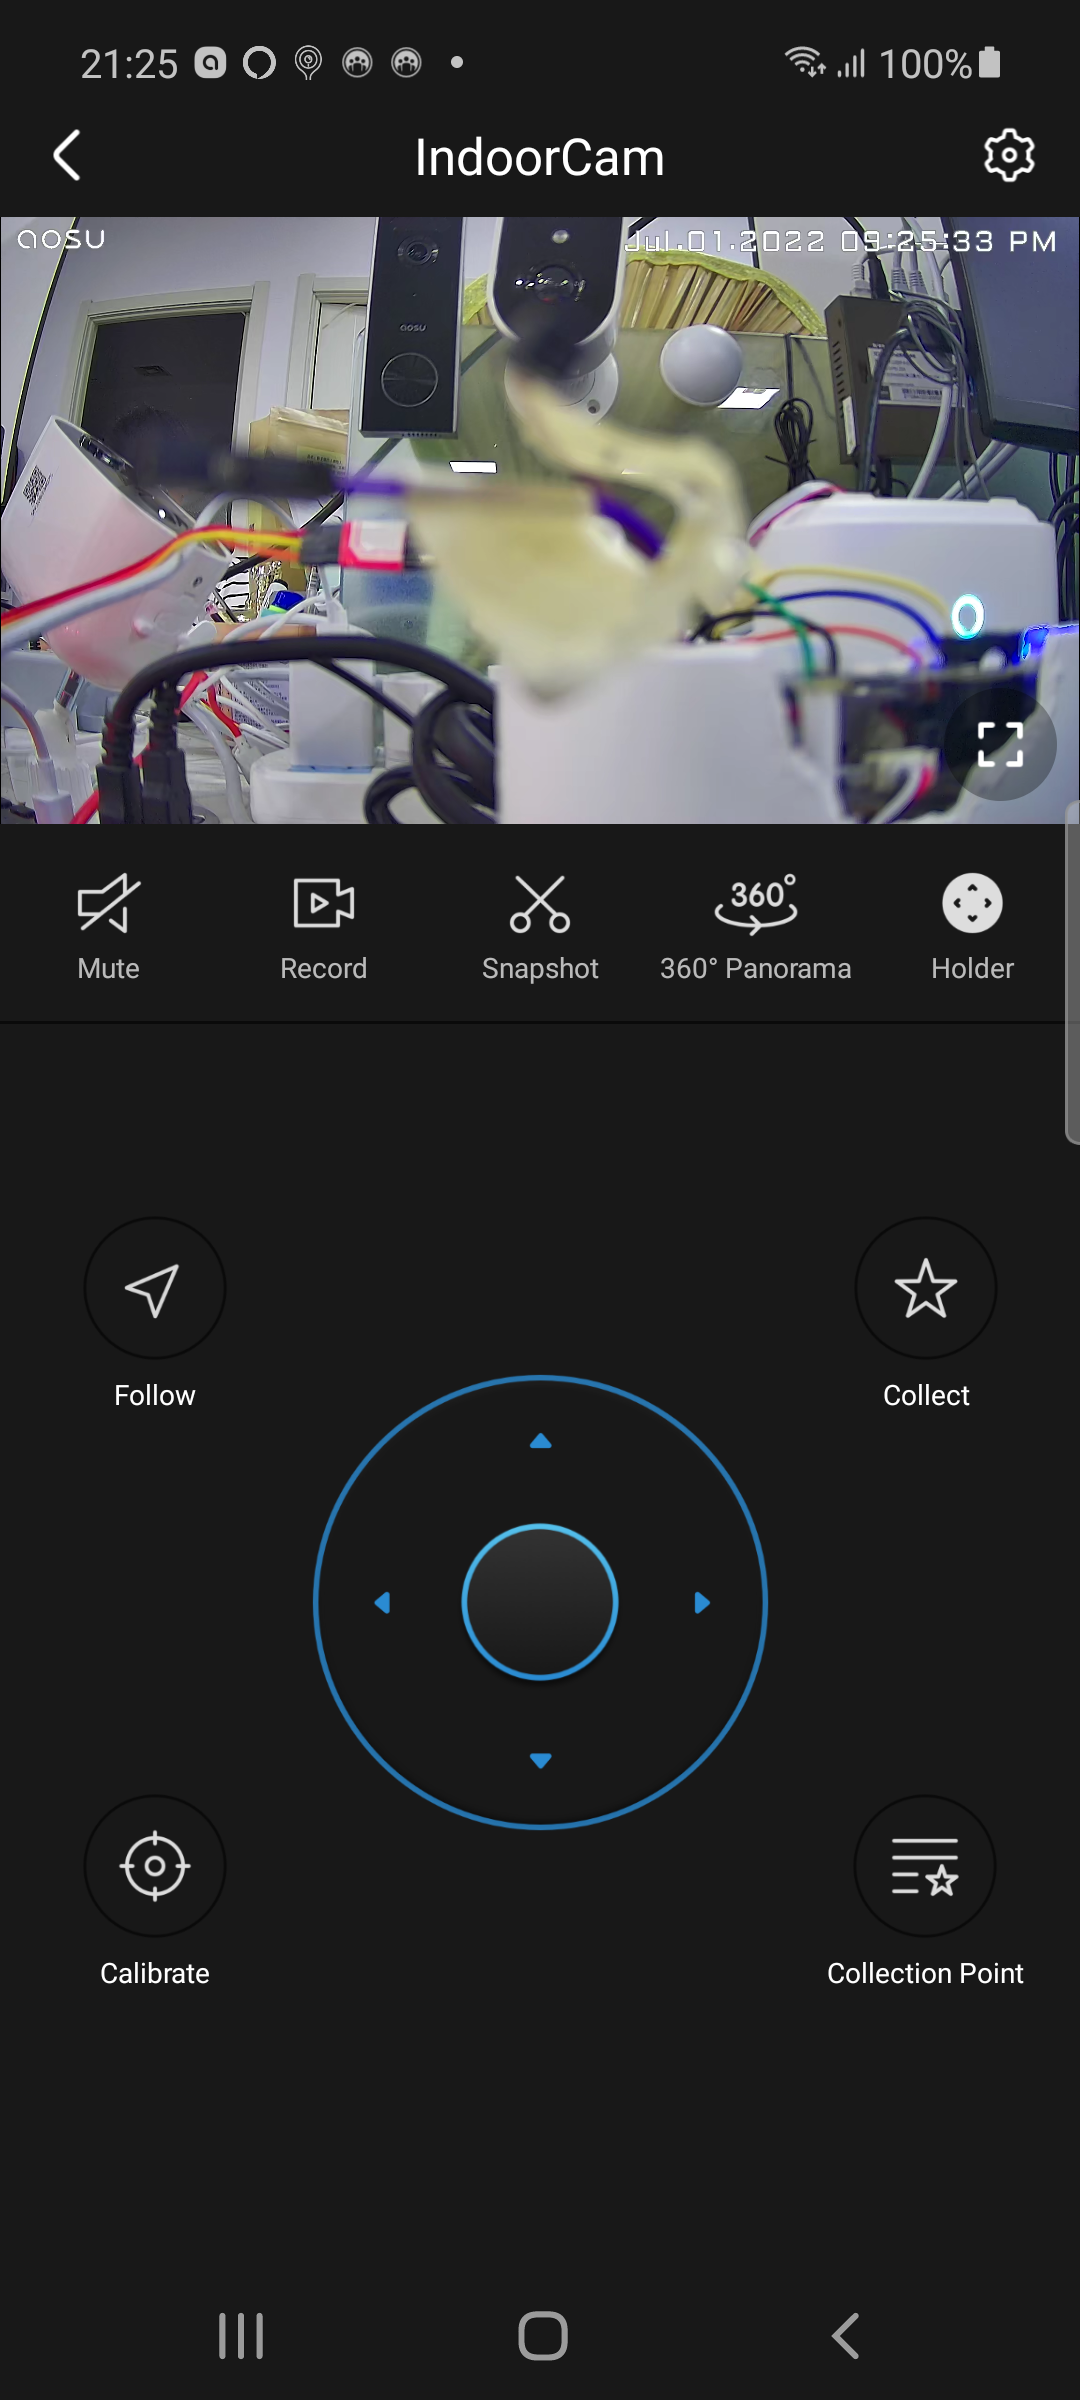 21:25
100%
IndoorCam
aosu
Jul.01.2022 09:25:33 PM
aosu
360°
Mute
Record
Snapshot
360° Panorama
Holder
Follow
Collect
Calibrate
Collection Point